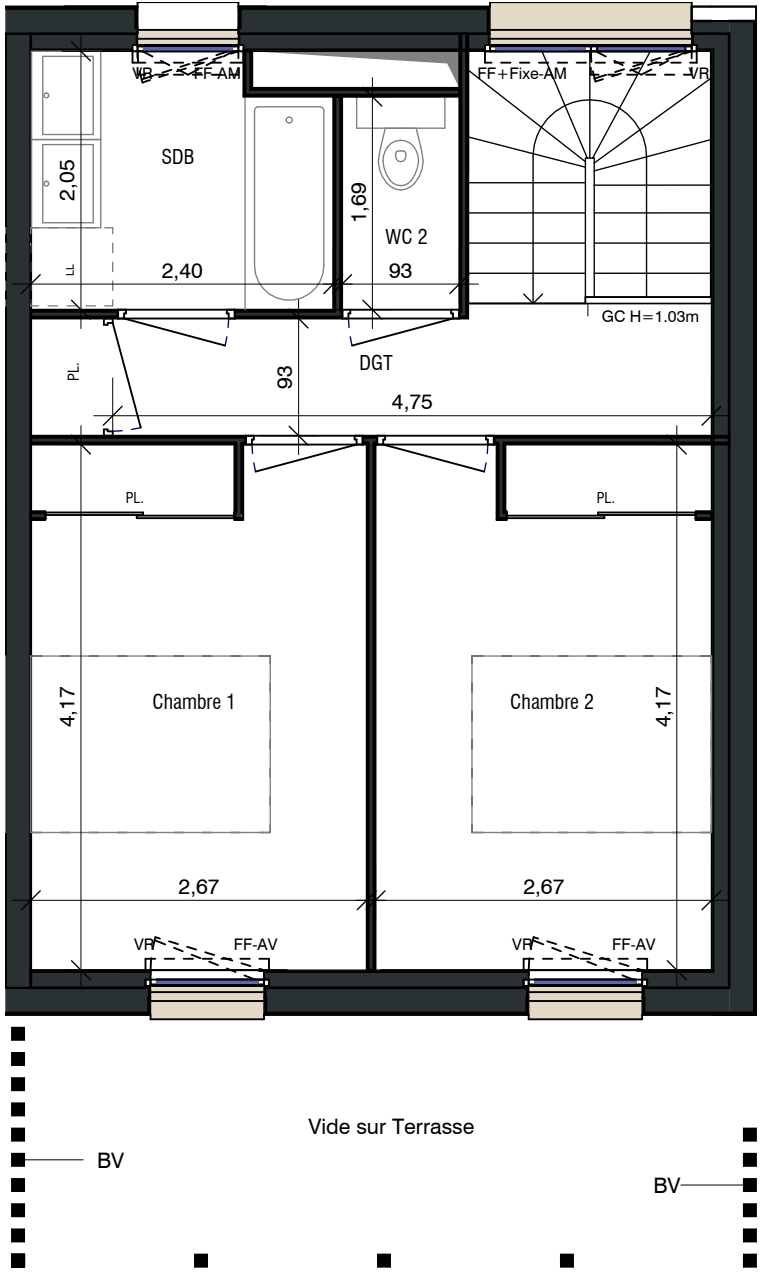 VR FF-AM
FF+Fixe-AM VR
SDB
2,05
1,69
WC 2
LL
2,40
93
GC H=1.03m
PL.
93
DGT
4,75
PL.
PL.
4,17
Chambre 1
Chambre 2
4,17
2,67
2,67
VR FF-AV
VR FF-AV
Vide sur Terrasse
BV
BV